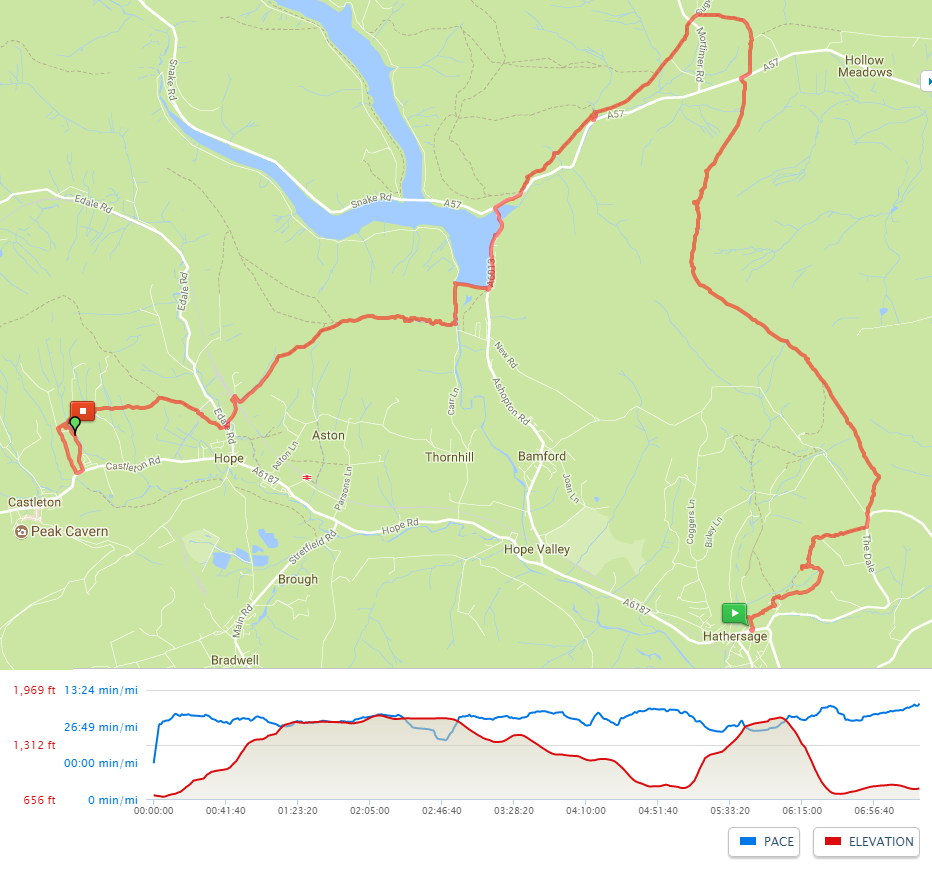 Mortimer Rd
A57
Hollow
Meadows
Snake Rd
A57
Edale Rd
Snake Rd
A57
A6013
Edale Rd
New Rd
Carr Ln
Ashopton Rd
Edale Rd
Aston
Aston Ln
Hope
Castleton Rd
Thornhill
Bamford
A6187
Parsons Ln
Joan Ln
Castleton
Peak Cavern
Hope Rd
Coggers Ln
Birley Ln
Stretfield Rd
Hope Valley
The Dale
Brough
A6187
Main Rd
Hathersage
Bradwell
1,969 ft 13:24 min/mi
26:49 min/mi
1,312 ft
00:00 min/mi
656 ft 0 min/mi
00:00:00 00:41:40 01:23:20 02:05:00 02:46:40 03:28:20 04:10:00 04:51:40 05:33:20 06:15:00 06:56:40
PACE ELEVATION